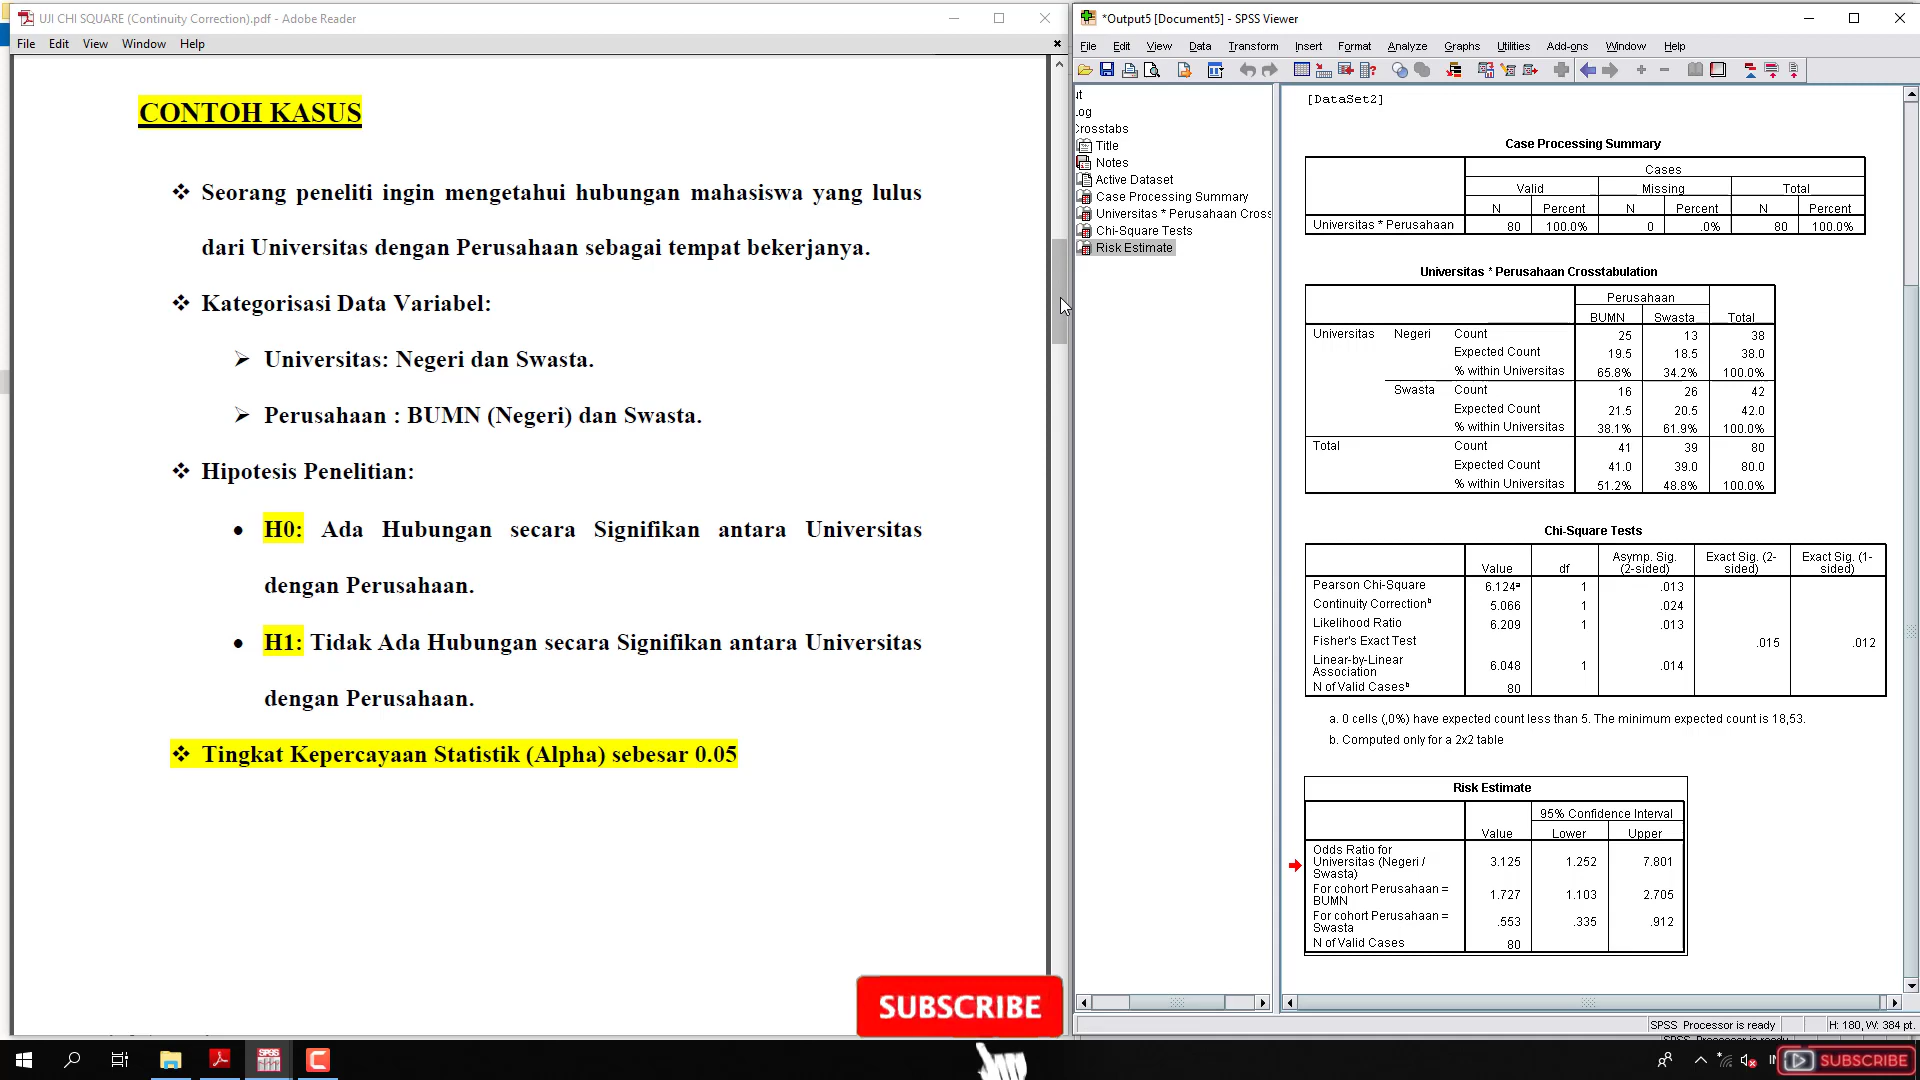 UJI CHI SQUARE (Continuity Correction).pdf - Adobe Reader
File Edit View Window Help
CONTOH KASUS
❖ Seorang peneliti ingin mengetahui hubungan mahasiswa yang lulus
dari Universitas dengan Perusahaan sebagai tempat bekerjanya.
❖ Kategorisasi Data Variabel:
➢ Universitas: Negeri dan Swasta.
➢ Perusahaan : BUMN (Negeri) dan Swasta.
❖ Hipotesis Penelitian:
• H0: Ada Hubungan secara Signifikan antara Universitas
dengan Perusahaan.
• H1: Tidak Ada Hubungan secara Signifikan antara Universitas
dengan Perusahaan.
❖ Tingkat Kepercayaan Statistik (Alpha) sebesar 0.05
SUBSCRIBE
*Output5 [Document5] - SPSS Viewer
File Edit View Data Transform Insert Format Analyze Graphs Utilities Add-ons Window Help
ut
.og
Crosstabs
Title
Notes
Active Dataset
Case Processing Summary
Universitas * Perusahaan Cross
Chi-Square Tests
Risk Estimate
[DataSet2]
Case Processing Summary
Cases
Valid Missing Total
N Percent N Percent N Percent
Universitas * Perusahaan 80 100.0% 0 .0% 80 100.0%
Universitas * Perusahaan Crosstabulation
Perusahaan
BUMN Swasta Total
Universitas Negeri Count 25 13 38
Expected Count 19.5 18.5 38.0
% within Universitas 65.8% 34.2% 100.0%
Swasta Count 16 26 42
Expected Count 21.5 20.5 42.0
% within Universitas 38.1% 61.9% 100.0%
Total Count 41 39 80
Expected Count 41.0 39.0 80.0
% within Universitas 51.2% 48.8% 100.0%
Chi-Square Tests
Value df Asymp. Sig. (2-sided) Exact Sig. (2-sided) Exact Sig. (1-sided)
Pearson Chi-Square 6.124a 1 .013
Continuity Correctionb 5.066 1 .024
Likelihood Ratio 6.209 1 .013
Fisher's Exact Test .015 .012
Linear-by-Linear Association 6.048 1 .014
N of Valid Casesb 80
a. 0 cells (,0%) have expected count less than 5. The minimum expected count is 18,53.
b. Computed only for a 2x2 table
Risk Estimate
95% Confidence Interval
Value Lower Upper
Odds Ratio for Universitas (Negeri / Swasta) 3.125 1.252 7.801
For cohort Perusahaan = BUMN 1.727 1.103 2.705
For cohort Perusahaan = Swasta .553 .335 .912
N of Valid Cases 80
SPSS Processor is ready H: 180, W: 384 pt.
SPSS
SUBSCRIBE